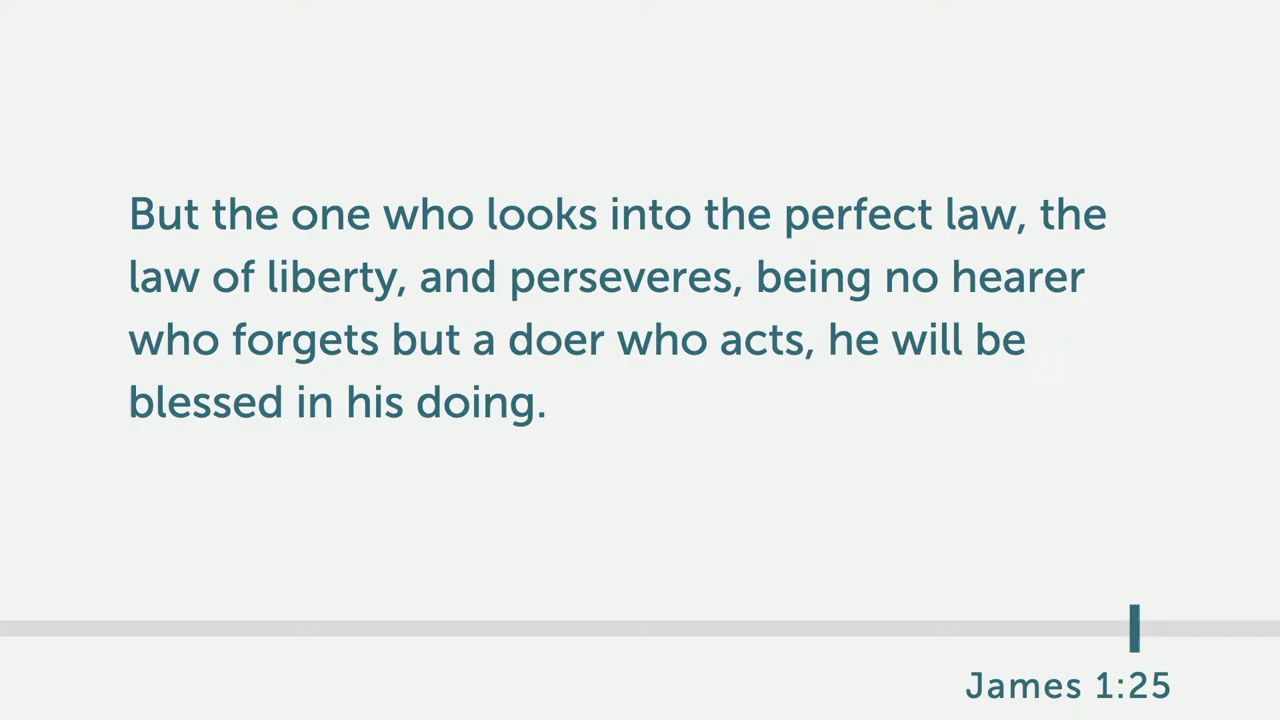 But the one who looks into the perfect law, the
law of liberty, and perseveres, being no hearer
who forgets but a doer who acts, he will be
blessed in his doing.
James 1:25